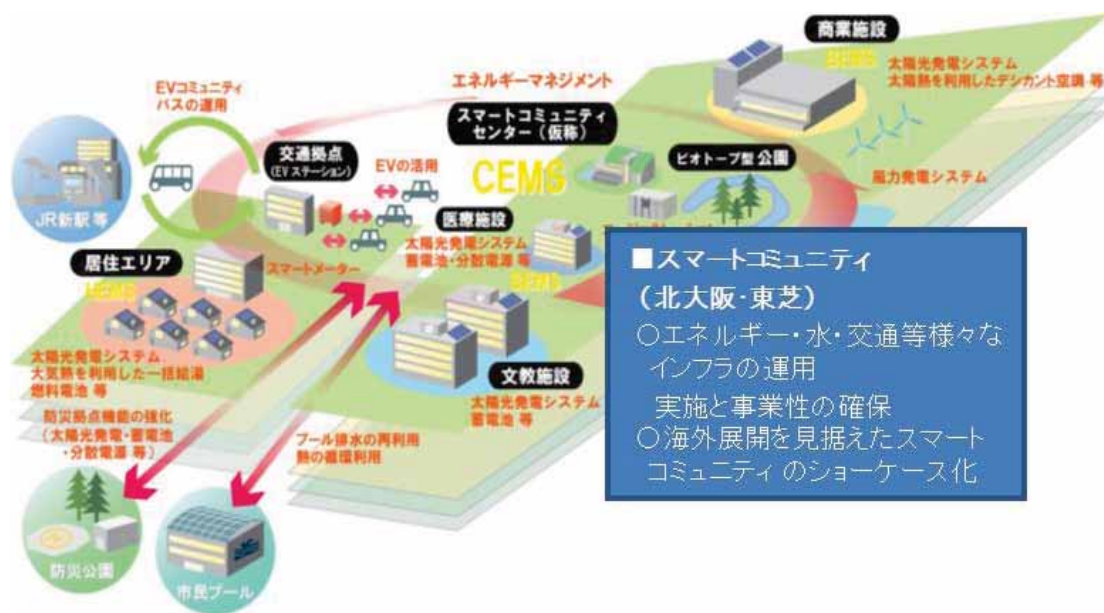 商業施設
BEMS
太陽光発電システム
太陽熱を利用したデシカント空調 等
エネルギーマネジメント
EVコミュニティ
バスの運用
スマートコミュニティ
センター（仮称）
CEMS
交通拠点
(EVステーション)
EVの活用
ビオトープ型 公園
風力発電システム
JR新駅 等
医療施設
太陽光発電システム
蓄電池・分散電源 等
BEMS
居住エリア
HEMS
スマートメーター
太陽光発電システム
大気熱を利用した一括給湯
燃料電池 等
文教施設
太陽光発電システム
蓄電池 等
防災拠点機能の強化
（太陽光発電・蓄電池
・分散電源 等）
プール排水の再利用
熱の循環利用
防災公園
市民プール
■スマートコミュニティ
（北大阪・東芝）
○エネルギー・水・交通等様々な
インフラの運用
実施と事業性の確保
○海外展開を見据えたスマート
コミュニティのショーケース化